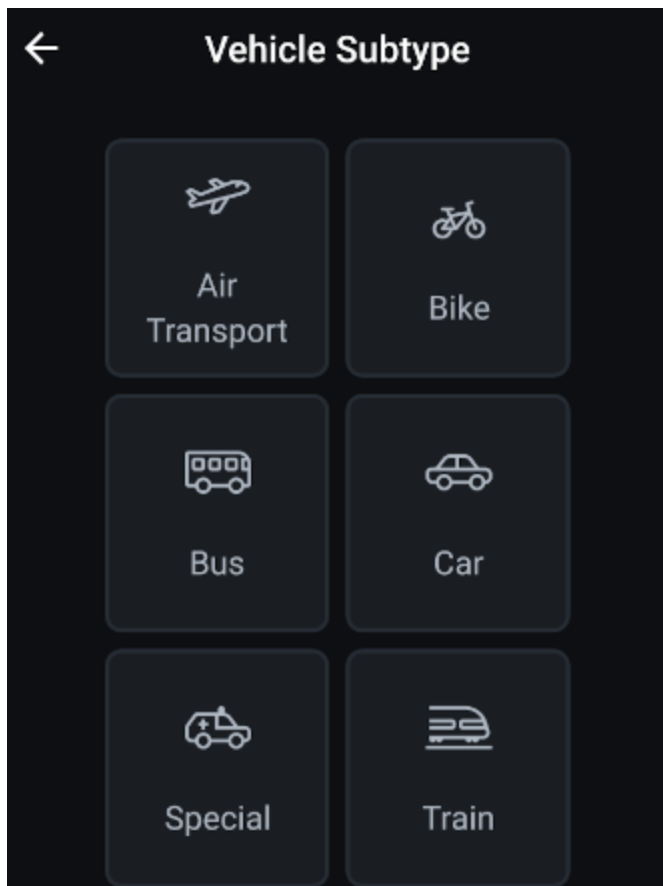 Vehicle Subtype
Air
Transport
Bike
Bus
Car
Special
Train